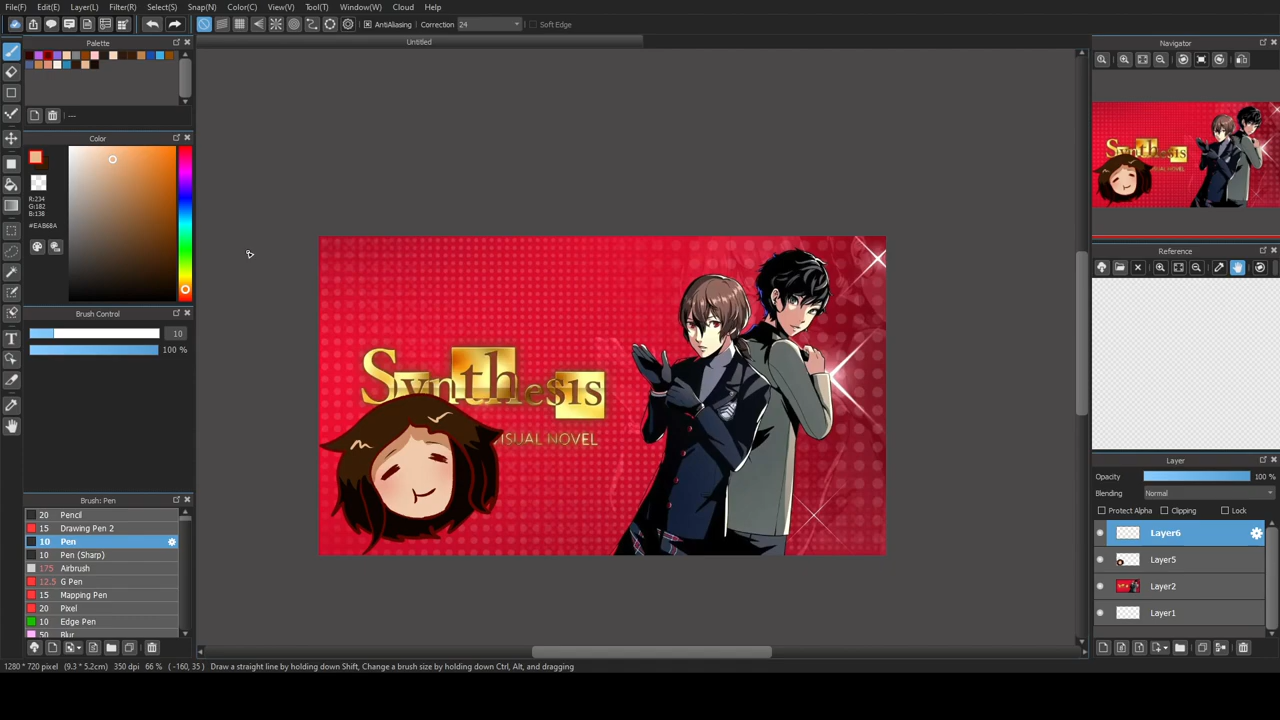 File(F) Edit(E) Layer(L) Filter(R) Select(S) Snap(N) Color(C) View(V) Tool(T) Window(W) Cloud Help
AntiAliasing Correction 24 Soft Edge
Palette
Untitled
Navigator
---
Color
R:234
G:182
B:138
#EAB68A
Reference
Brush Control
10
100 %
Synthesis
VISUAL NOVEL
Layer
Opacity 100 %
Blending Normal
Protect Alpha Clipping Lock
Layer6
Layer5
Layer2
Layer1
Brush: Pen
20 Pencil
15 Drawing Pen 2
10 Pen
10 Pen (Sharp)
175 Airbrush
12.5 G Pen
15 Mapping Pen
20 Pixel
10 Edge Pen
50 Blur
1280 * 720 pixel (9.3 * 5.2cm) 350 dpi 66 % ( -160, 35 ) Draw a straight line by holding down Shift, Change a brush size by holding down Ctrl, Alt, and dragging